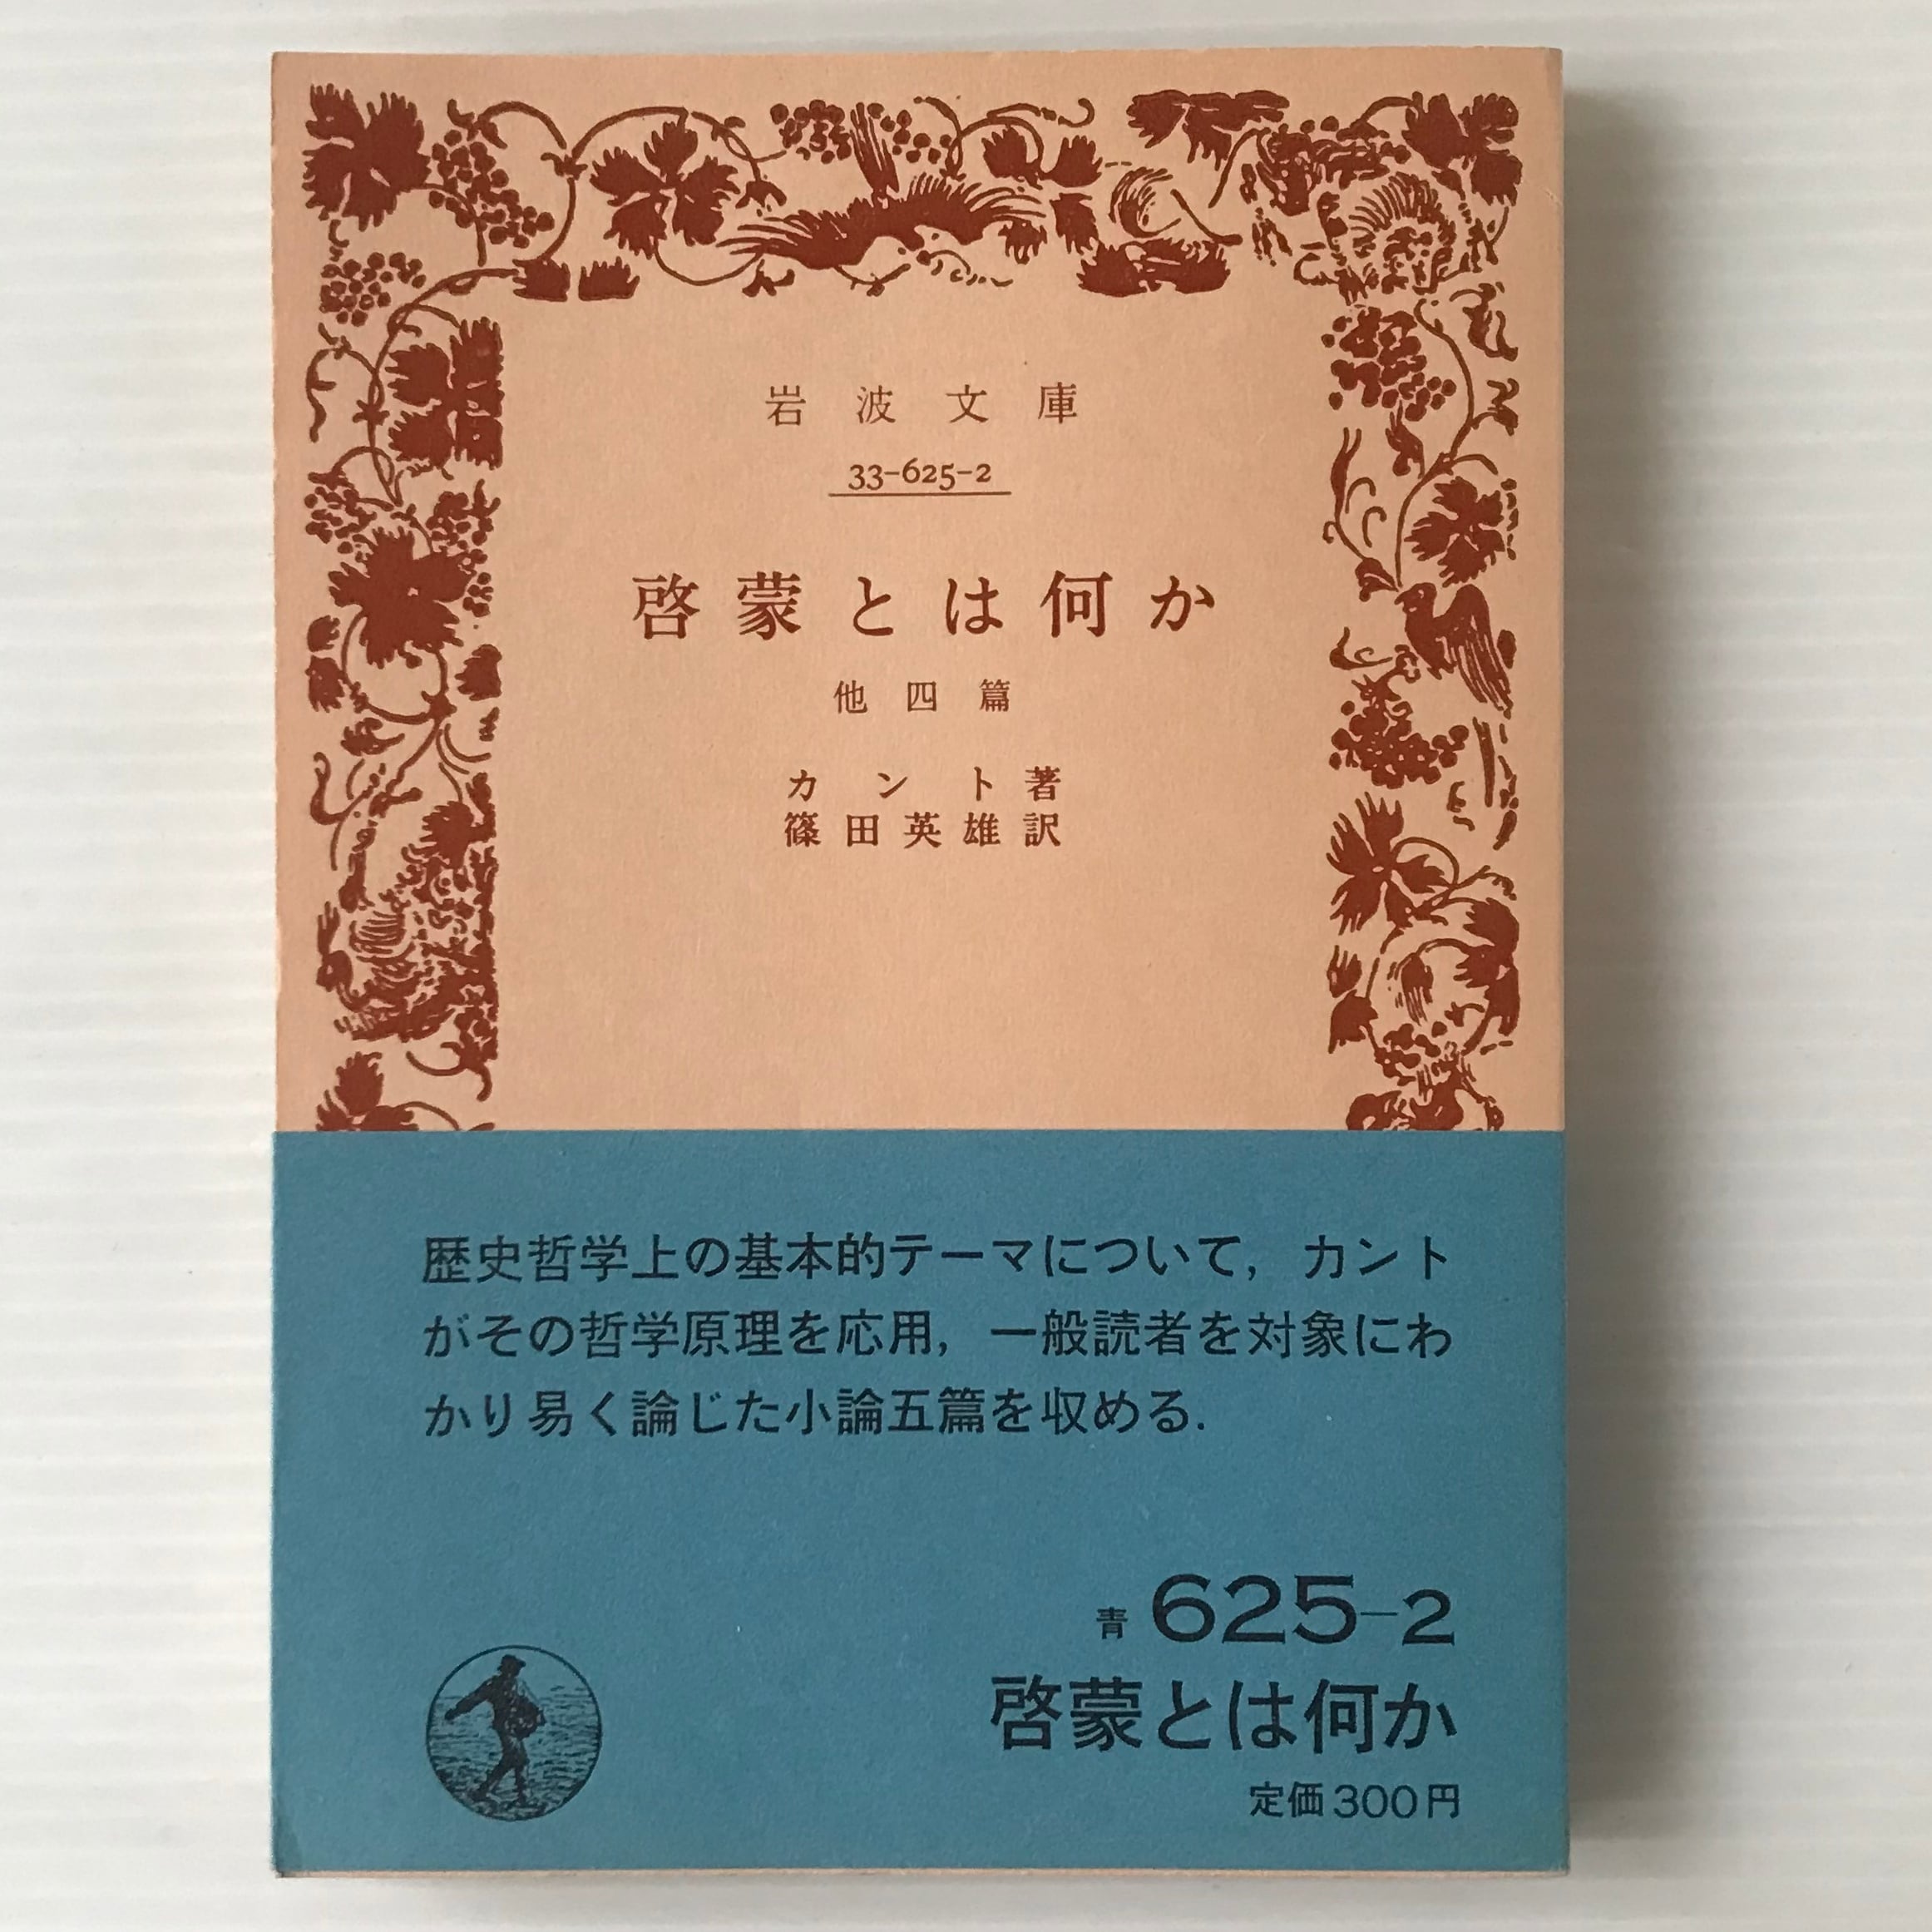 岩波文庫
33-625-2
啓蒙とは何か
他四篇
カント著
篠田英雄訳
歴史哲学上の基本的テーマについて，カント
がその哲学原理を応用，一般読者を対象にわ
かり易く論じた小論五篇を収める．
青 625-2
啓蒙とは何か
定価300円